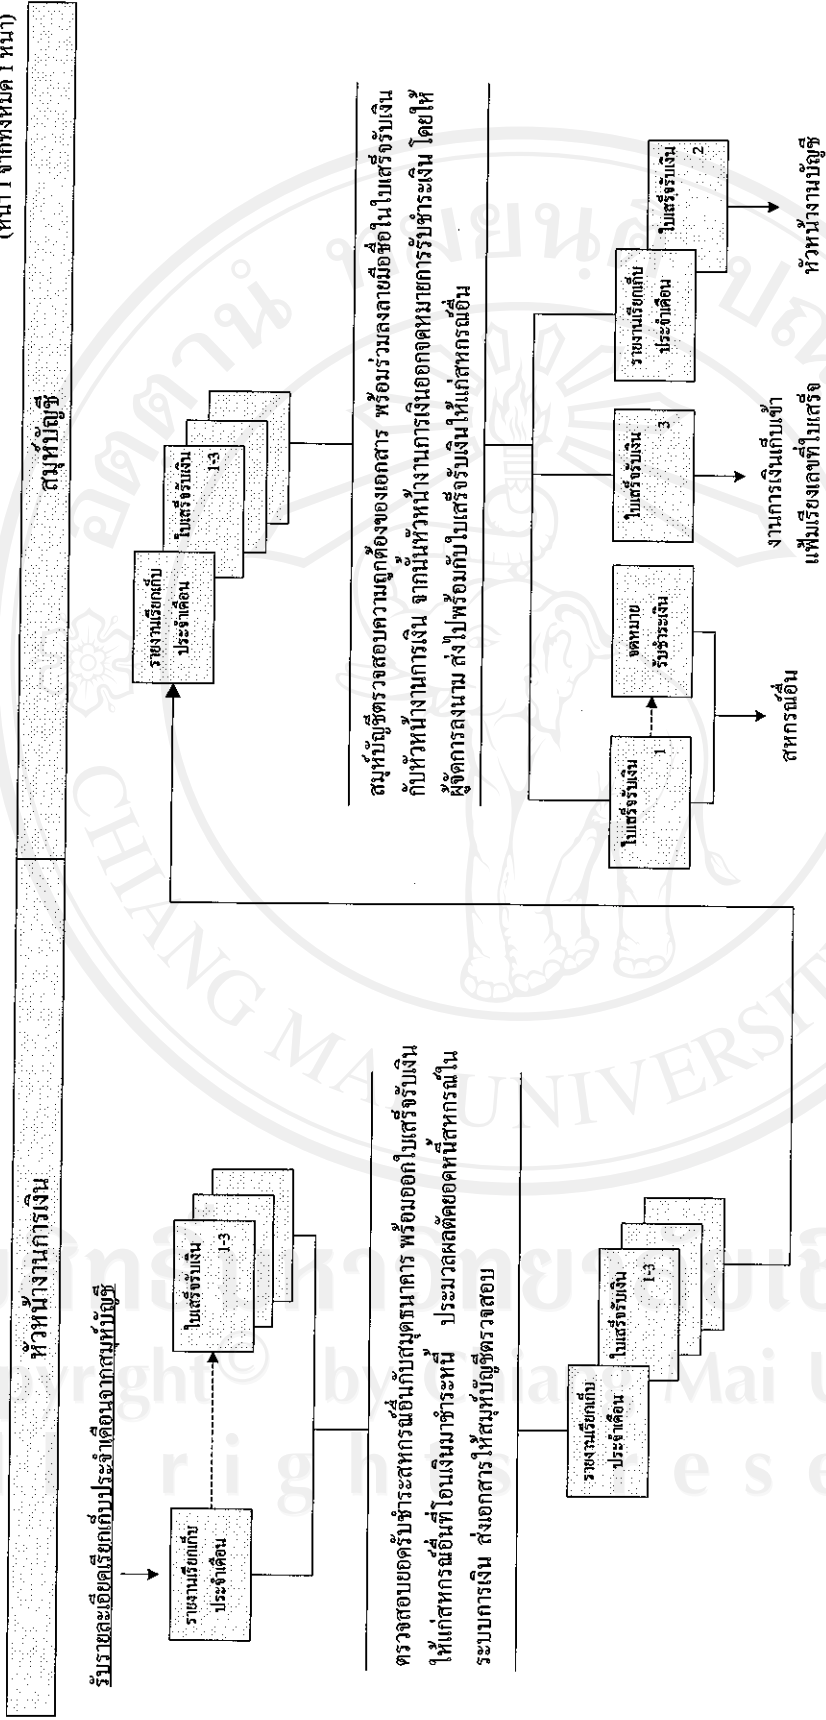 (หน้า 1 จากทั้งหมด 1 หน้า)
หัวหน้างานการเงิน
สมุห์บัญชี
รับรายละเอียดเรียกเก็บประจำเดือนจากสมุห์บัญชี
รายงานเรียกเก็บ
ประจำเดือน
ใบเสร็จรับเงิน
1-3
ตรวจสอบยอดรับชำระสหกรณ์อื่นกับสมุดธนาคาร พร้อมออกใบเสร็จรับเงิน
ให้แก่สหกรณ์อื่นที่โอนเงินมาชำระหนี้ ประมวลผลตัดยอดหนี้สหกรณ์ใน
ระบบการเงิน ส่งเอกสารให้สมุห์บัญชีตรวจสอบ
รายงานเรียกเก็บ
ประจำเดือน
ใบเสร็จรับเงิน
1-3
รายงานเรียกเก็บ
ประจำเดือน
ใบเสร็จรับเงิน
1-3
สมุห์บัญชีตรวจสอบความถูกต้องของเอกสาร พร้อมร่วมลงลายมือชื่อในใบเสร็จรับเงิน
กับหัวหน้างานการเงิน จากนั้นหัวหน้างานการเงินออกจดหมายการรับชำระเงิน โดยให้
ผู้จัดการลงนาม ส่งไปพร้อมกับใบเสร็จรับเงินให้แก่สหกรณ์อื่น
ใบเสร็จรับเงิน
1
จดหมาย
รับชำระเงิน
สหกรณ์อื่น
ใบเสร็จรับเงิน
3
งานการเงินเก็บเข้า
แฟ้มเรียงเลขที่ใบเสร็จ
รายงานเรียกเก็บ
ประจำเดือน
ใบเสร็จรับเงิน
2
หัวหน้างานบัญชี
CHIANG MAI UNIVERSITY